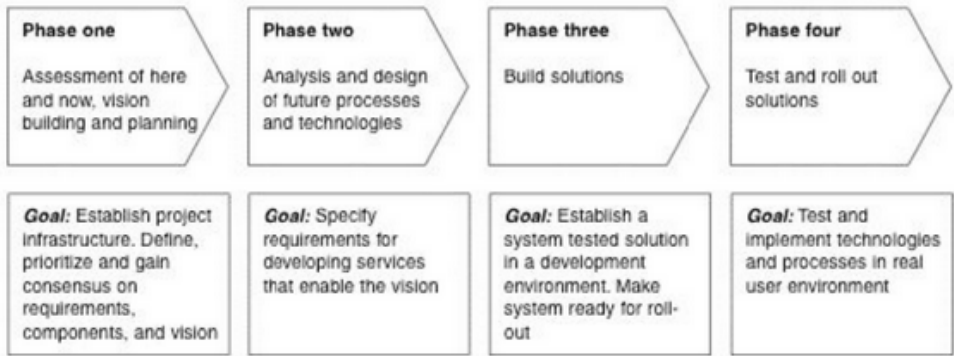 Phase one
Assessment of here
and now, vision
building and planning
Phase two
Analysis and design
of future processes
and technologies
Phase three
Build solutions
Phase four
Test and roll out
solutions
Goal: Establish project
infrastructure. Define,
prioritize and gain
consensus on
requirements,
components, and vision
Goal: Specify
requirements for
developing services
that enable the vision
Goal: Establish a
system tested solution
in a development
environment. Make
system ready for roll-
out
Goal: Test and
implement technologies
and processes in real
user environment